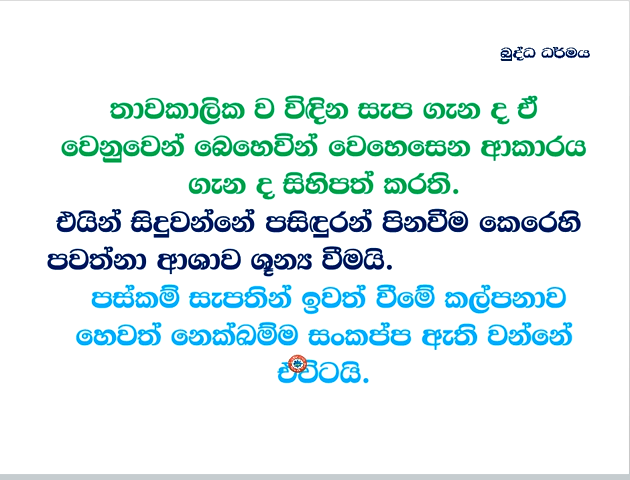 බුද්ධ ධර්මය
තාවකාලික ව විඳින සැප ගැන ද ඒ
වෙනුවෙන් බෙහෙවින් වෙහෙසෙන ආකාරය
ගැන ද සිහිපත් කරති.
එයින් සිදුවන්නේ පසිඳුරන් පිනවීම කෙරෙහි
පවත්නා ආශාව ශූන්‍ය වීමයි.
පස්කම් සැපතින් ඉවත් වීමේ කල්පනාව
හෙවත් නෙක්ඛම්ම සංකප්ප ඇති වන්නේ
එවිටයි.